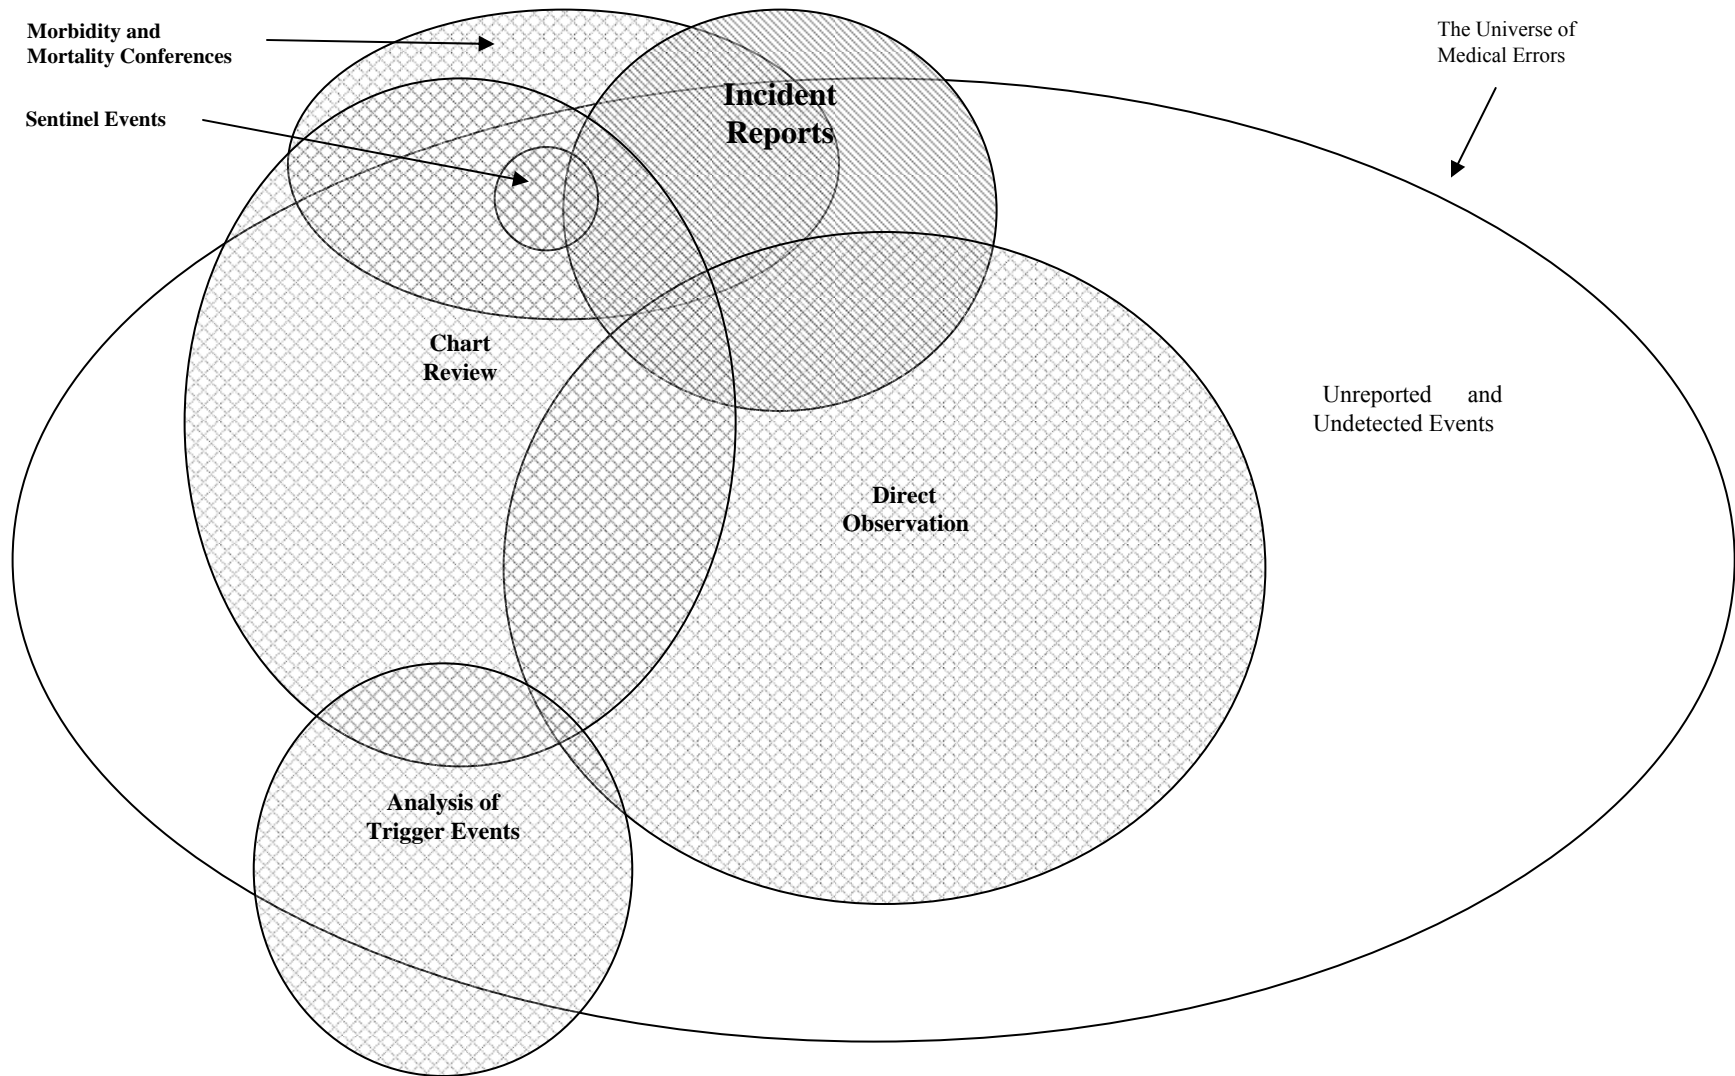 Morbidity and
Mortality Conferences
Sentinel Events
Incident
Reports
The Universe of
Medical Errors
Chart
Review
Unreported and
Undetected Events
Direct
Observation
Analysis of
Trigger Events